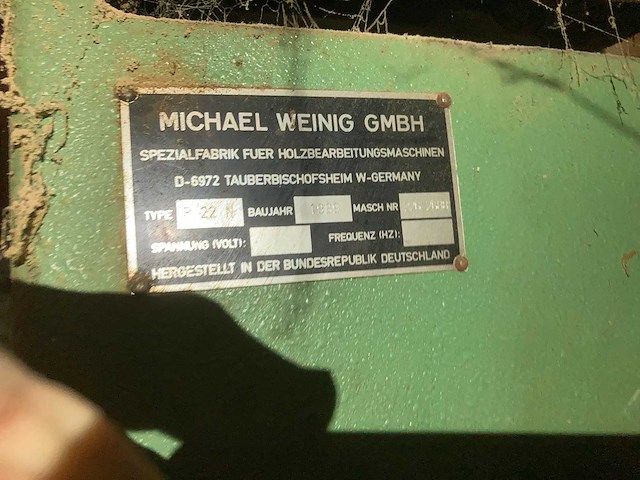 MICHAEL WEINIG GMBH
SPEZIALFABRIK FUER HOLZBEARBEITUNGSMASCHINEN
D-6972 TAUBERBISCHOFSHEIM W-GERMANY
TYPE P 22 N BAUJAHR MASCH NR
SPANNUNG (VOLT): FREQUENZ (HZ):
HERGESTELLT IN DER BUNDESREPUBLIK DEUTSCHLAND